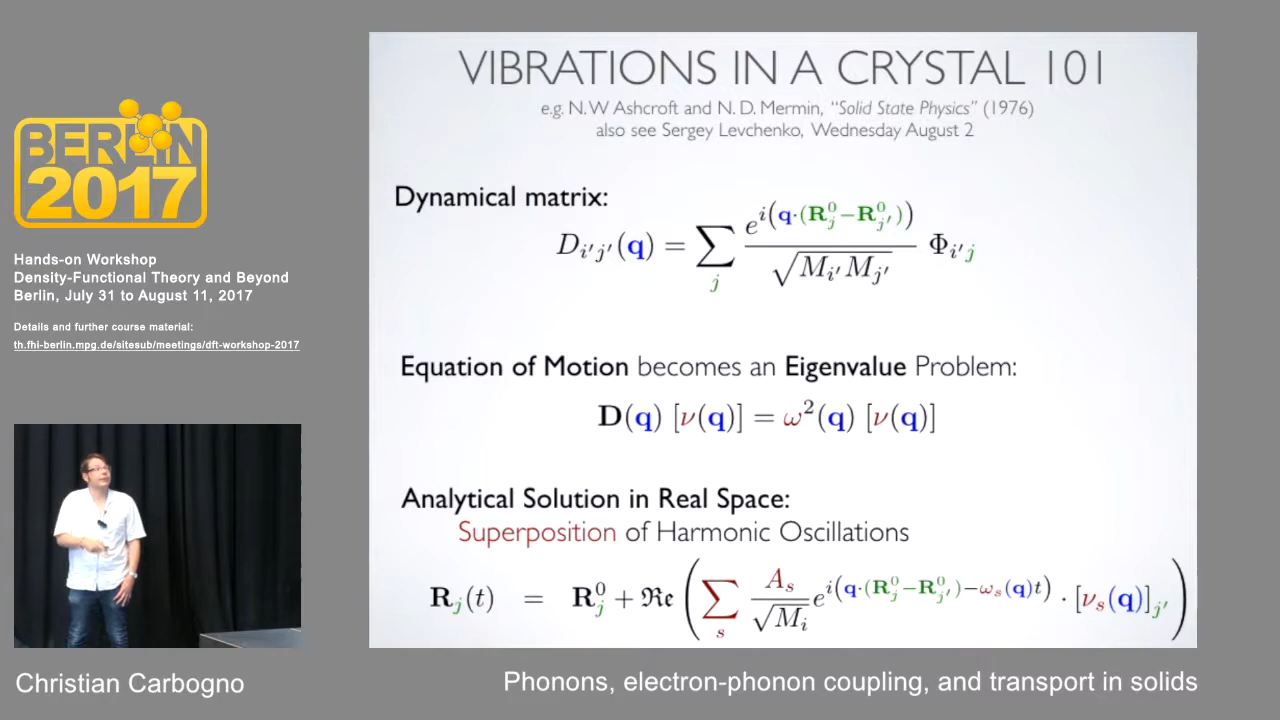 BERLIN
2017
Hands-on Workshop
Density-Functional Theory and Beyond
Berlin, July 31 to August 11, 2017
Details and further course material:
th.fhi-berlin.mpg.de/sitesub/meetings/dft-workshop-2017
Christian Carbogno
VIBRATIONS IN A CRYSTAL 101
e.g. N.W Ashcroft and N. D. Mermin, “Solid State Physics” (1976)
also see Sergey Levchenko, Wednesday August 2
Dynamical matrix:
D_{i'j'}(q) = ∑_j e^{i(q·(R_j^0−R_{j'}^0))} / √(M_{i'} M_{j'}) Φ_{i'j}
Equation of Motion becomes an Eigenvalue Problem:
D(q) [ν(q)] = ω²(q) [ν(q)]
Analytical Solution in Real Space:
Superposition of Harmonic Oscillations
R_j(t) = R_j^0 + ℜe ( ∑_s A_s / √M_i e^{i(q·(R_j^0−R_{j'}^0)−ω_s(q)t)} · [ν_s(q)]_{j'} )
Phonons, electron-phonon coupling, and transport in solids